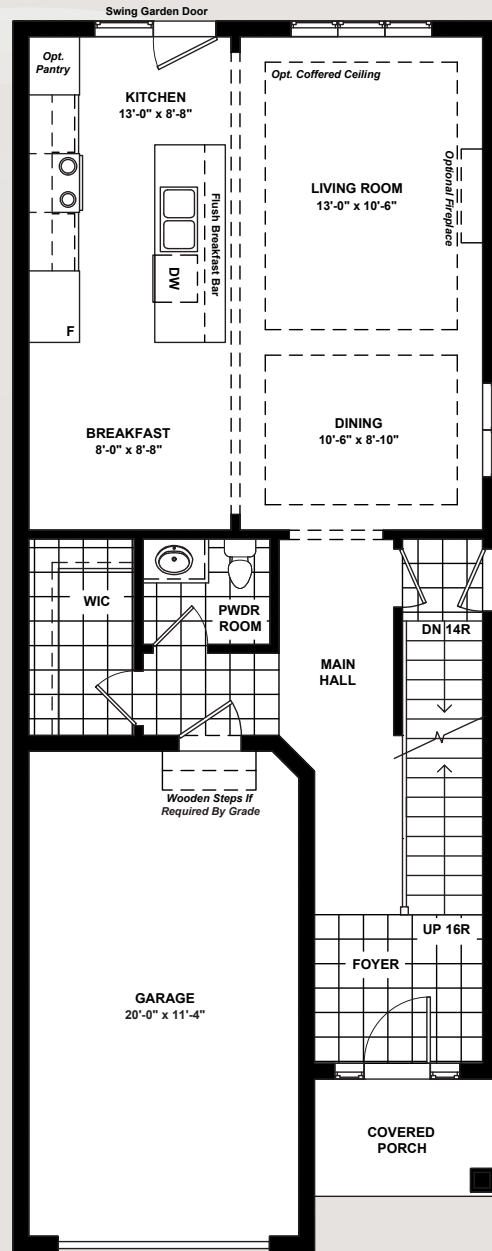 Swing Garden Door
Opt.
Pantry
KITCHEN
13'-0" x 8'-8"
Opt. Coffered Ceiling
LIVING ROOM
13'-0" x 10'-6"
Optional Fireplace
Flush Breakfast Bar
DW
F
BREAKFAST
8'-0" x 8'-8"
DINING
10'-6" x 8'-10"
WIC
PWDR
ROOM
DN 14R
MAIN
HALL
Wooden Steps If
Required By Grade
UP 16R
FOYER
GARAGE
20'-0" x 11'-4"
COVERED
PORCH